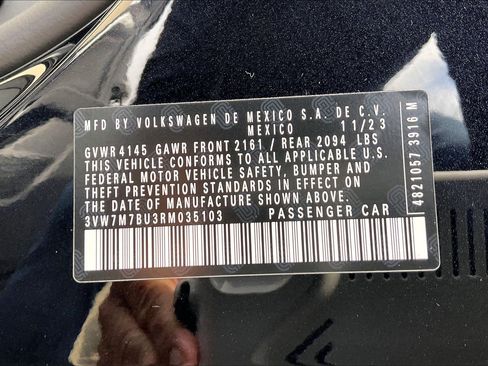 MFD BY VOLKSWAGEN DE MEXICO S.A. DE C.V.
MEXICO 11/23
GVWR 4145 GAWR FRONT 2161 / REAR 2094 LBS
THIS VEHICLE CONFORMS TO ALL APPLICABLE U.S.
FEDERAL MOTOR VEHICLE SAFETY, BUMPER AND
THEFT PREVENTION STANDARDS IN EFFECT ON
THE DATE OF MANUFACTURE SHOWN ABOVE.
3VW7M7BU3RM035103 PASSENGER CAR
4821057 3916 M